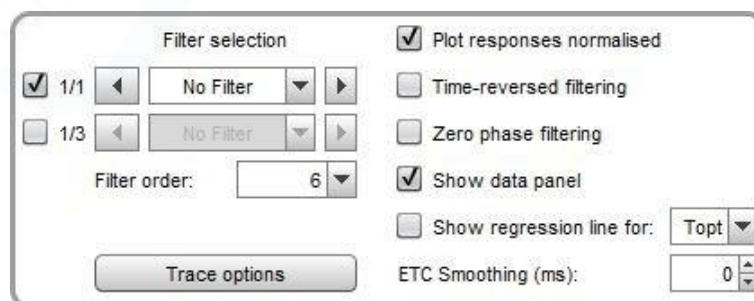 Filter selection
1/1 No Filter
1/3 No Filter
Filter order: 6
Trace options
Plot responses normalised
Time-reversed filtering
Zero phase filtering
Show data panel
Show regression line for: Topt
ETC Smoothing (ms): 0